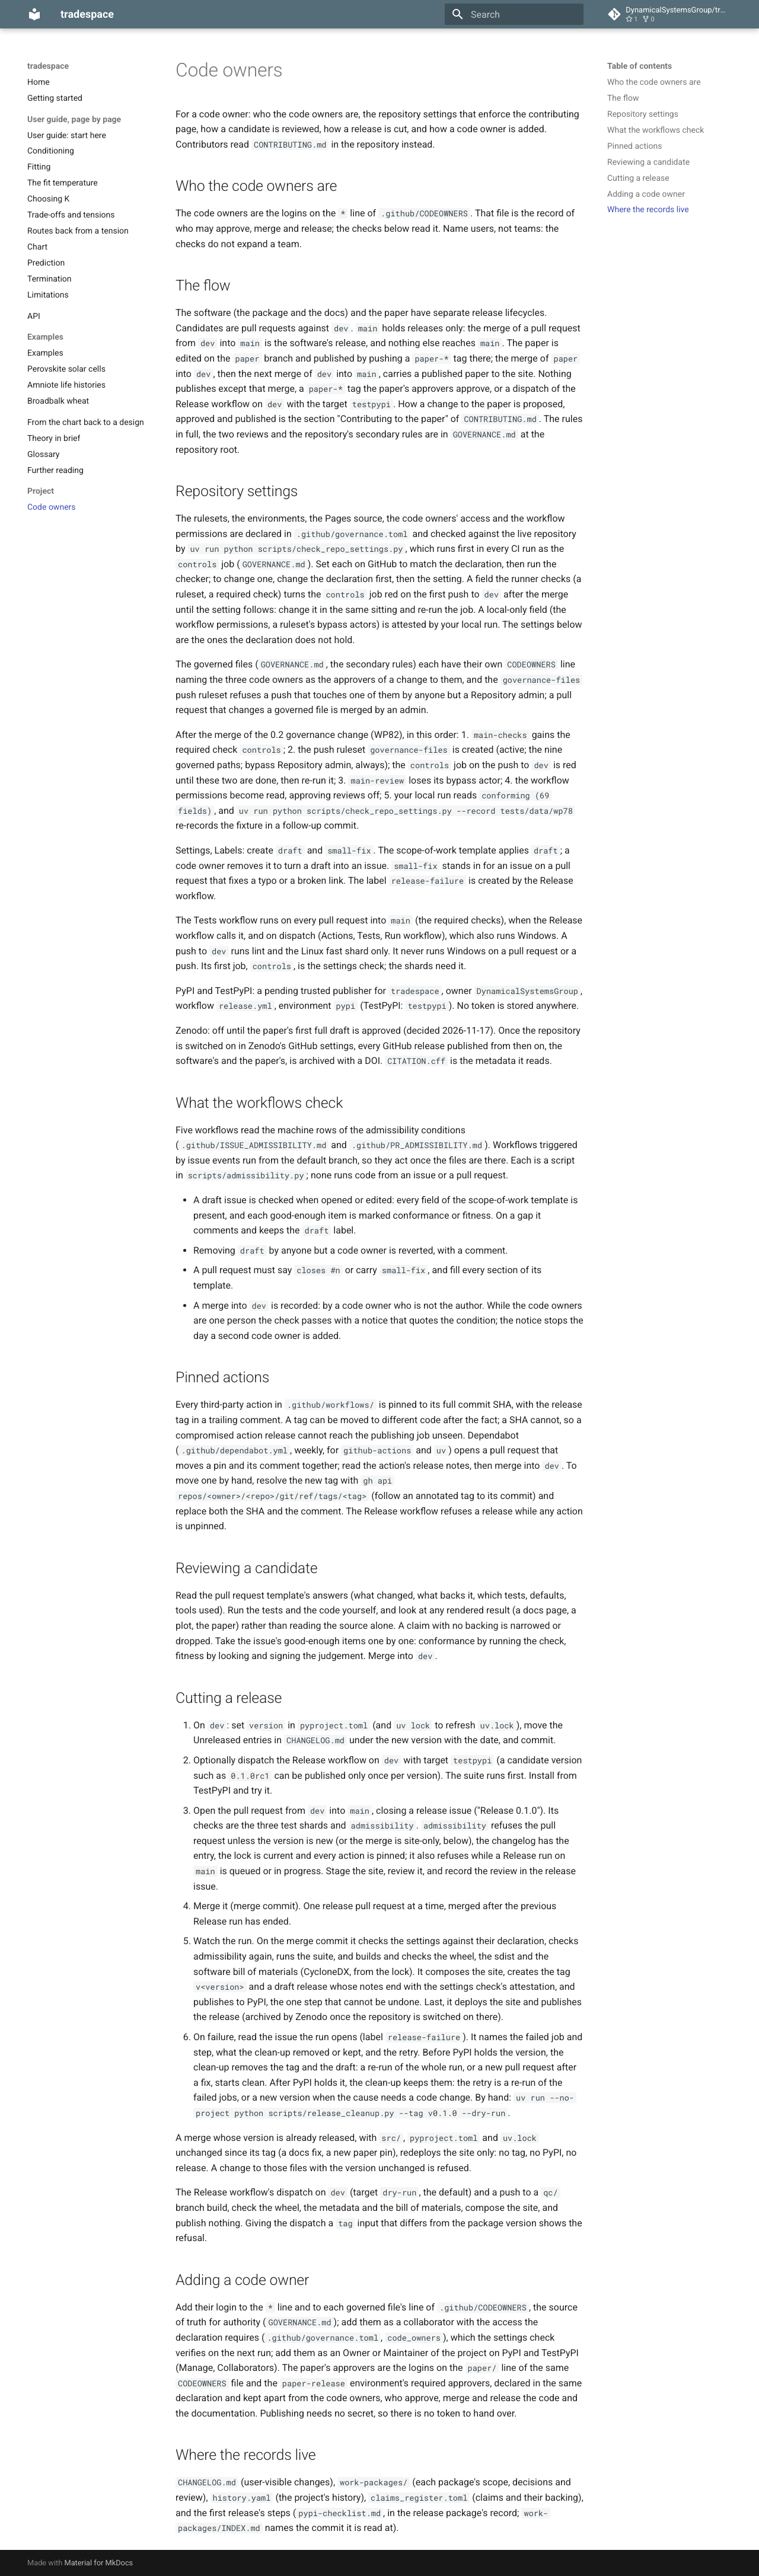 tradespace
Search
DynamicalSystemsGroup/tr...
1 0
tradespace
Home
Getting started
User guide, page by page
User guide: start here
Conditioning
Fitting
The fit temperature
Choosing K
Trade-offs and tensions
Routes back from a tension
Chart
Prediction
Termination
Limitations
API
Examples
Examples
Perovskite solar cells
Amniote life histories
Broadbalk wheat
From the chart back to a design
Theory in brief
Glossary
Further reading
Project
Code owners
Code owners
For a code owner: who the code owners are, the repository settings that enforce the contributing
page, how a candidate is reviewed, how a release is cut, and how a code owner is added.
Contributors read CONTRIBUTING.md in the repository instead.
Who the code owners are
The code owners are the logins on the * line of .github/CODEOWNERS. That file is the record of
who may approve, merge and release; the checks below read it. Name users, not teams: the
checks do not expand a team.
The flow
The software (the package and the docs) and the paper have separate release lifecycles.
Candidates are pull requests against dev. main holds releases only: the merge of a pull request
from dev into main is the software's release, and nothing else reaches main. The paper is
edited on the paper branch and published by pushing a paper-* tag there; the merge of paper
into dev, then the next merge of dev into main, carries a published paper to the site. Nothing
publishes except that merge, a paper-* tag the paper's approvers approve, or a dispatch of the
Release workflow on dev with the target testpypi. How a change to the paper is proposed,
approved and published is the section "Contributing to the paper" of CONTRIBUTING.md. The rules
in full, the two reviews and the repository's secondary rules are in GOVERNANCE.md at the
repository root.
Repository settings
The rulesets, the environments, the Pages source, the code owners' access and the workflow
permissions are declared in .github/governance.toml and checked against the live repository
by uv run python scripts/check_repo_settings.py, which runs first in every CI run as the
controls job (GOVERNANCE.md). Set each on GitHub to match the declaration, then run the
checker; to change one, change the declaration first, then the setting. A field the runner checks (a
ruleset, a required check) turns the controls job red on the first push to dev after the merge
until the setting follows: change it in the same sitting and re-run the job. A local-only field (the
workflow permissions, a ruleset's bypass actors) is attested by your local run. The settings below
are the ones the declaration does not hold.
The governed files (GOVERNANCE.md, the secondary rules) each have their own CODEOWNERS line
naming the three code owners as the approvers of a change to them, and the governance-files
push ruleset refuses a push that touches one of them by anyone but a Repository admin; a pull
request that changes a governed file is merged by an admin.
After the merge of the 0.2 governance change (WP82), in this order: 1. main-checks gains the
required check controls; 2. the push ruleset governance-files is created (active; the nine
governed paths; bypass Repository admin, always); the controls job on the push to dev is red
until these two are done, then re-run it; 3. main-review loses its bypass actor; 4. the workflow
permissions become read, approving reviews off; 5. your local run reads conforming (69
fields), and uv run python scripts/check_repo_settings.py --record tests/data/wp78
re-records the fixture in a follow-up commit.
Settings, Labels: create draft and small-fix. The scope-of-work template applies draft; a
code owner removes it to turn a draft into an issue. small-fix stands in for an issue on a pull
request that fixes a typo or a broken link. The label release-failure is created by the Release
workflow.
The Tests workflow runs on every pull request into main (the required checks), when the Release
workflow calls it, and on dispatch (Actions, Tests, Run workflow), which also runs Windows. A
push to dev runs lint and the Linux fast shard only. It never runs Windows on a pull request or a
push. Its first job, controls, is the settings check; the shards need it.
PyPI and TestPyPI: a pending trusted publisher for tradespace, owner DynamicalSystemsGroup,
workflow release.yml, environment pypi (TestPyPI: testpypi). No token is stored anywhere.
Zenodo: off until the paper's first full draft is approved (decided 2026-11-17). Once the repository
is switched on in Zenodo's GitHub settings, every GitHub release published from then on, the
software's and the paper's, is archived with a DOI. CITATION.cff is the metadata it reads.
What the workflows check
Five workflows read the machine rows of the admissibility conditions
(.github/ISSUE_ADMISSIBILITY.md and .github/PR_ADMISSIBILITY.md). Workflows triggered
by issue events run from the default branch, so they act once the files are there. Each is a script
in scripts/admissibility.py; none runs code from an issue or a pull request.
• A draft issue is checked when opened or edited: every field of the scope-of-work template is
present, and each good-enough item is marked conformance or fitness. On a gap it
comments and keeps the draft label.
• Removing draft by anyone but a code owner is reverted, with a comment.
• A pull request must say closes #n or carry small-fix, and fill every section of its
template.
• A merge into dev is recorded: by a code owner who is not the author. While the code owners
are one person the check passes with a notice that quotes the condition; the notice stops the
day a second code owner is added.
Pinned actions
Every third-party action in .github/workflows/ is pinned to its full commit SHA, with the release
tag in a trailing comment. A tag can be moved to different code after the fact; a SHA cannot, so a
compromised action release cannot reach the publishing job unseen. Dependabot
(.github/dependabot.yml, weekly, for github-actions and uv) opens a pull request that
moves a pin and its comment together; read the action's release notes, then merge into dev. To
move one by hand, resolve the new tag with gh api
repos/<owner>/<repo>/git/ref/tags/<tag> (follow an annotated tag to its commit) and
replace both the SHA and the comment. The Release workflow refuses a release while any action
is unpinned.
Reviewing a candidate
Read the pull request template's answers (what changed, what backs it, which tests, defaults,
tools used). Run the tests and the code yourself, and look at any rendered result (a docs page, a
plot, the paper) rather than reading the source alone. A claim with no backing is narrowed or
dropped. Take the issue's good-enough items one by one: conformance by running the check,
fitness by looking and signing the judgement. Merge into dev.
Cutting a release
1. On dev: set version in pyproject.toml (and uv lock to refresh uv.lock), move the
Unreleased entries in CHANGELOG.md under the new version with the date, and commit.
2. Optionally dispatch the Release workflow on dev with target testpypi (a candidate version
such as 0.1.0rc1 can be published only once per version). The suite runs first. Install from
TestPyPI and try it.
3. Open the pull request from dev into main, closing a release issue ("Release 0.1.0"). Its
checks are the three test shards and admissibility. admissibility refuses the pull
request unless the version is new (or the merge is site-only, below), the changelog has the
entry, the lock is current and every action is pinned; it also refuses while a Release run on
main is queued or in progress. Stage the site, review it, and record the review in the release
issue.
4. Merge it (merge commit). One release pull request at a time, merged after the previous
Release run has ended.
5. Watch the run. On the merge commit it checks the settings against their declaration, checks
admissibility again, runs the suite, and builds and checks the wheel, the sdist and the
software bill of materials (CycloneDX, from the lock). It composes the site, creates the tag
v<version> and a draft release whose notes end with the settings check's attestation, and
publishes to PyPI, the one step that cannot be undone. Last, it deploys the site and publishes
the release (archived by Zenodo once the repository is switched on there).
6. On failure, read the issue the run opens (label release-failure). It names the failed job and
step, what the clean-up removed or kept, and the retry. Before PyPI holds the version, the
clean-up removes the tag and the draft: a re-run of the whole run, or a new pull request after
a fix, starts clean. After PyPI holds it, the clean-up keeps them: the retry is a re-run of the
failed jobs, or a new version when the cause needs a code change. By hand: uv run --no-
project python scripts/release_cleanup.py --tag v0.1.0 --dry-run.
A merge whose version is already released, with src/, pyproject.toml and uv.lock
unchanged since its tag (a docs fix, a new paper pin), redeploys the site only: no tag, no PyPI, no
release. A change to those files with the version unchanged is refused.
The Release workflow's dispatch on dev (target dry-run, the default) and a push to a qc/
branch build, check the wheel, the metadata and the bill of materials, compose the site, and
publish nothing. Giving the dispatch a tag input that differs from the package version shows the
refusal.
Adding a code owner
Add their login to the * line and to each governed file's line of .github/CODEOWNERS, the source
of truth for authority (GOVERNANCE.md); add them as a collaborator with the access the
declaration requires (.github/governance.toml, code_owners), which the settings check
verifies on the next run; add them as an Owner or Maintainer of the project on PyPI and TestPyPI
(Manage, Collaborators). The paper's approvers are the logins on the paper/ line of the same
CODEOWNERS file and the paper-release environment's required approvers, declared in the same
declaration and kept apart from the code owners, who approve, merge and release the code and
the documentation. Publishing needs no secret, so there is no token to hand over.
Where the records live
CHANGELOG.md (user-visible changes), work-packages/ (each package's scope, decisions and
review), history.yaml (the project's history), claims_register.toml (claims and their backing),
and the first release's steps (pypi-checklist.md, in the release package's record; work-
packages/INDEX.md names the commit it is read at).
Table of contents
Who the code owners are
The flow
Repository settings
What the workflows check
Pinned actions
Reviewing a candidate
Cutting a release
Adding a code owner
Where the records live
Made with Material for MkDocs